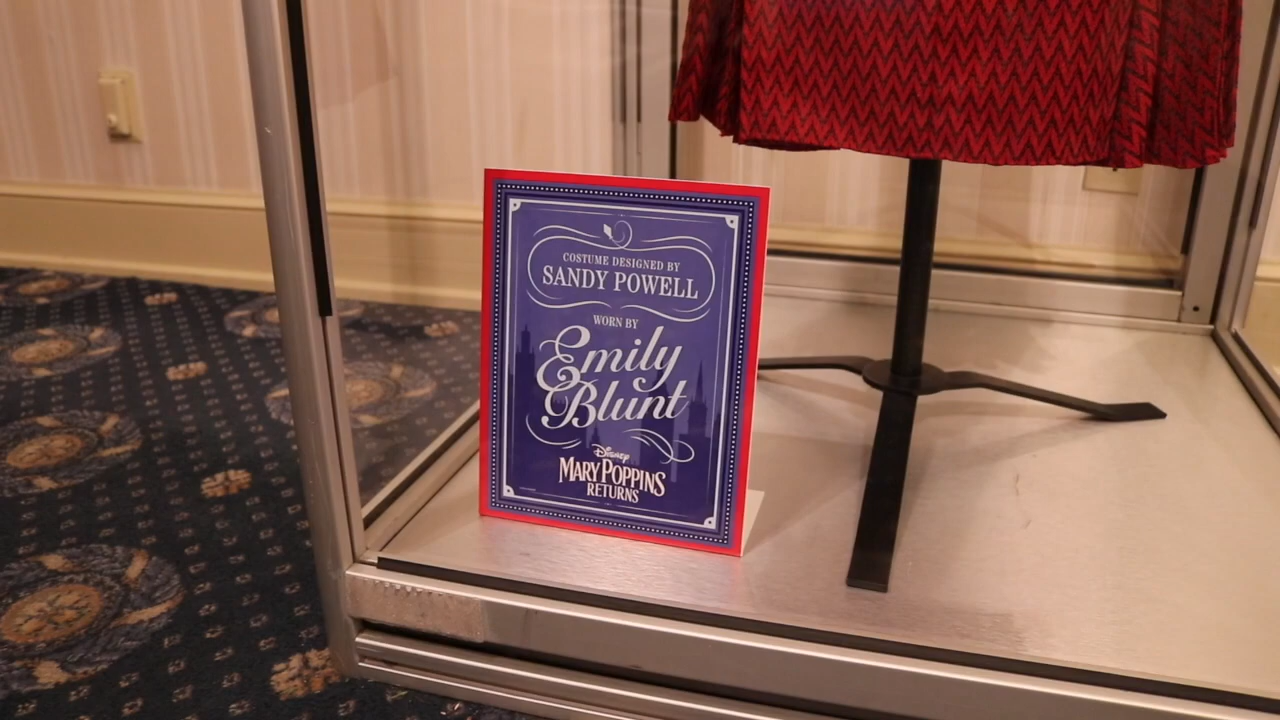 COSTUME DESIGNED BY
SANDY POWELL
WORN BY
Emily
Blunt
Disney
MARY POPPINS
RETURNS